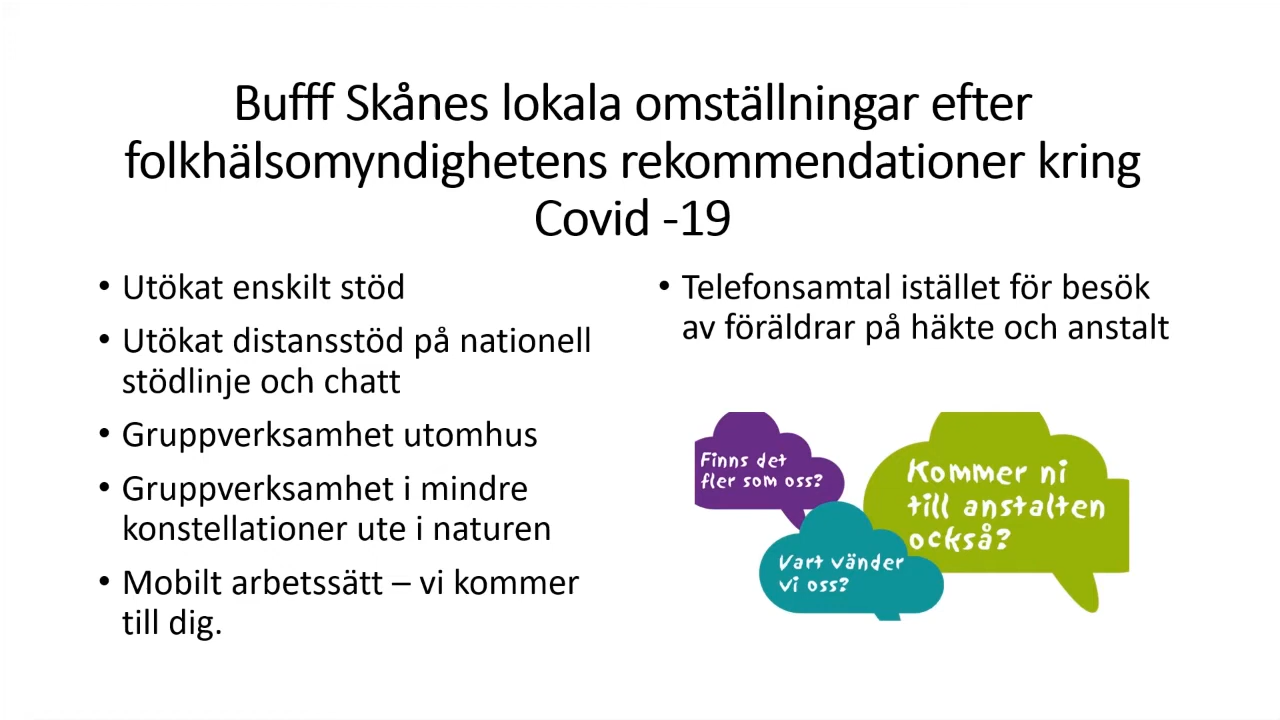 Bufff Skånes lokala omställningar efter
folkhälsomyndighetens rekommendationer kring
Covid -19
• Utökat enskilt stöd
• Utökat distansstöd på nationell
stödlinje och chatt
• Gruppverksamhet utomhus
• Gruppverksamhet i mindre
konstellationer ute i naturen
• Mobilt arbetssätt – vi kommer
till dig.
• Telefonsamtal istället för besök
av föräldrar på häkte och anstalt
Finns det
fler som oss?
Kommer ni
till anstalten
också?
Vart vänder
vi oss?